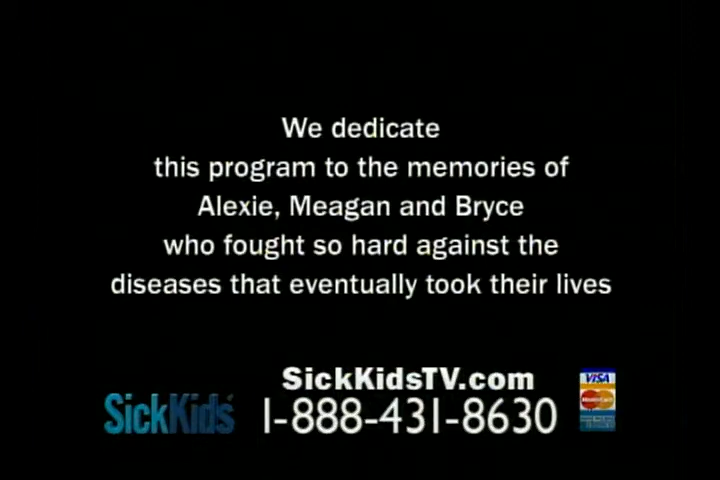 We dedicate
this program to the memories of
Alexie, Meagan and Bryce
who fought so hard against the
diseases that eventually took their lives
SickKidsTV.com
SickKids
1-888-431-8630
VISA
MasterCard